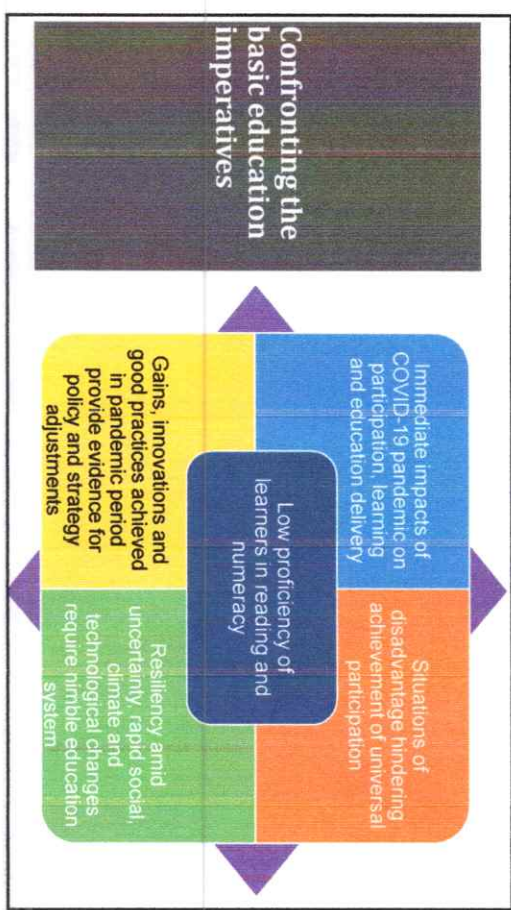 Confronting the
basic education
imperatives
Immediate impacts of
COVID-19 pandemic on
participation, learning
and education delivery
Situations of
disadvantage hindering
achievement of universal
participation
Low proficiency of
learners in reading and
numeracy
Gains, innovations and
good practices achieved
in pandemic period
provide evidence for
policy and strategy
adjustments
Resiliency amid
uncertainty, rapid social,
climate and
technological changes
require nimble education
system